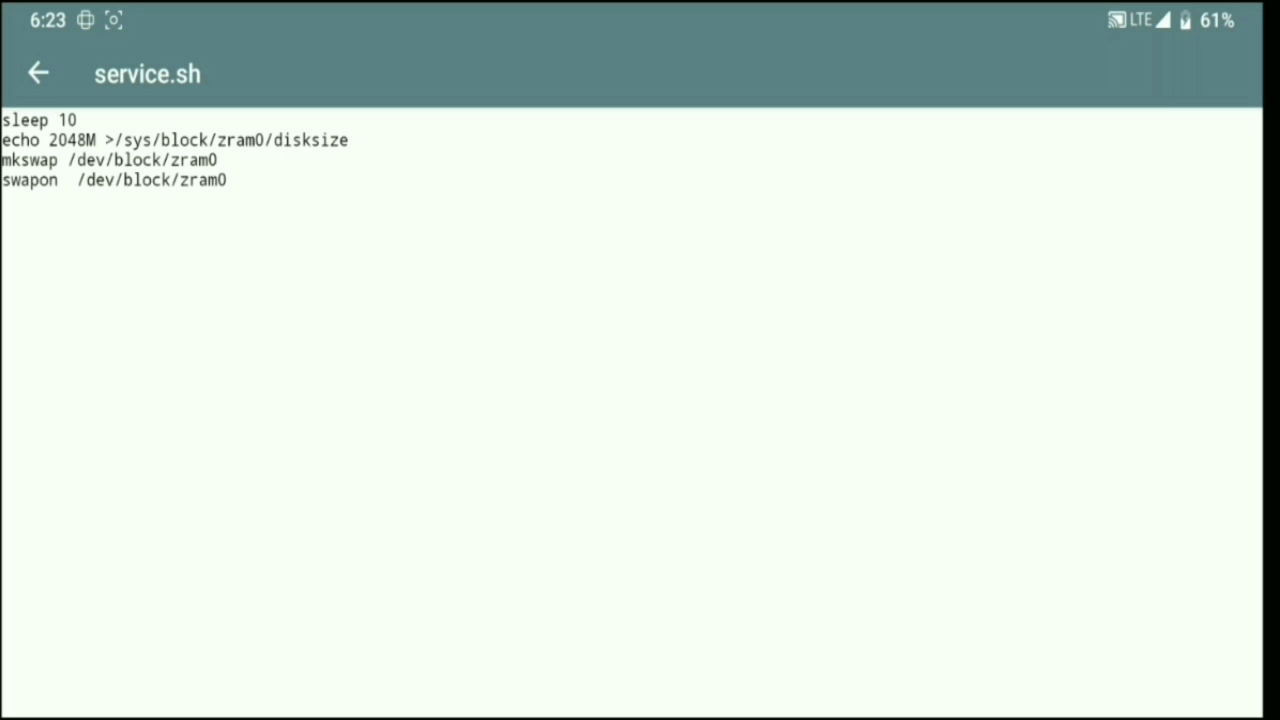 6:23 LTE 61%
service.sh
sleep 10
echo 2048M >/sys/block/zram0/disksize
mkswap /dev/block/zram0
swapon  /dev/block/zram0